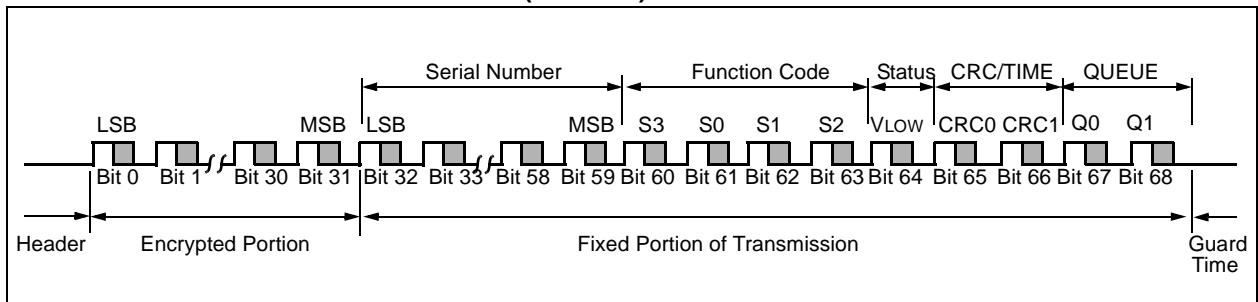 Serial Number Function Code Status CRC/TIME QUEUE
LSB MSB LSB MSB S3 S0 S1 S2 VLOW CRC0 CRC1 Q0 Q1
Bit 0 Bit 1 Bit 30 Bit 31 Bit 32 Bit 33 Bit 58 Bit 59 Bit 60 Bit 61 Bit 62 Bit 63 Bit 64 Bit 65 Bit 66 Bit 67 Bit 68
Header Encrypted Portion Fixed Portion of Transmission Guard
Time